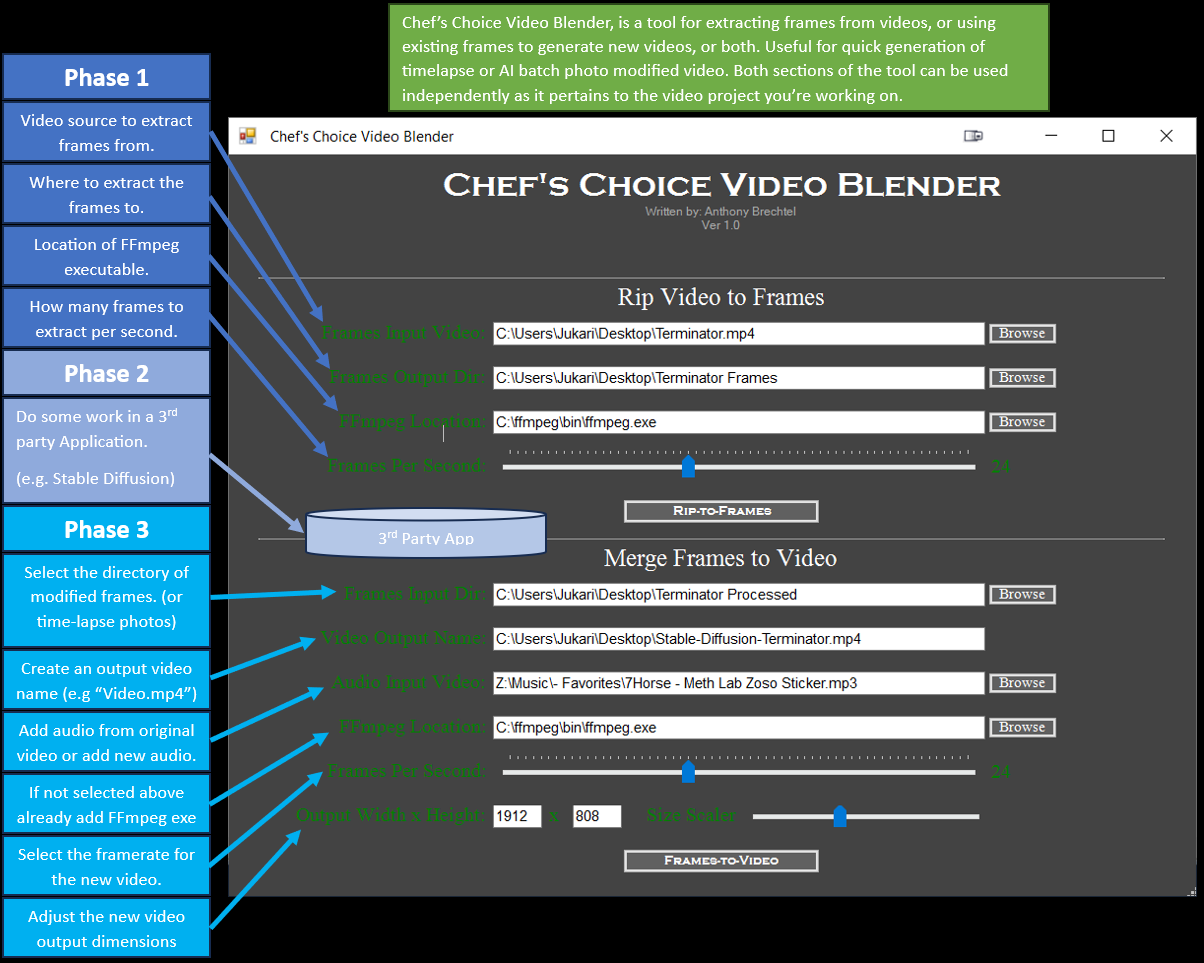 Chef’s Choice Video Blender, is a tool for extracting frames from videos, or using
existing frames to generate new videos, or both. Useful for quick generation of
timelapse or AI batch photo modified video. Both sections of the tool can be used
independently as it pertains to the video project you’re working on.
Phase 1
Video source to extract
frames from.
Where to extract the
frames to.
Location of FFmpeg
executable.
How many frames to
extract per second.
Phase 2
Do some work in a 3rd
party Application.
(e.g. Stable Diffusion)
Phase 3
Select the directory of
modified frames. (or
time-lapse photos)
Create an output video
name (e.g “Video.mp4”)
Add audio from original
video or add new audio.
If not selected above
already add FFmpeg exe
Select the framerate for
the new video.
Adjust the new video
output dimensions
Chef's Choice Video Blender
Chef's Choice Video Blender
Written by: Anthony Brechtel
Ver 1.0
Rip Video to Frames
Frames Input Video: C:\Users\Jukari\Desktop\Terminator.mp4 Browse
Frames Output Dir: C:\Users\Jukari\Desktop\Terminator Frames Browse
FFmpeg Location: C:\ffmpeg\bin\ffmpeg.exe Browse
Frames Per Second: 24
Rip-to-Frames
3rd Party App
Merge Frames to Video
Frames Input Dir: C:\Users\Jukari\Desktop\Terminator Processed Browse
Video Output Name: C:\Users\Jukari\Desktop\Stable-Diffusion-Terminator.mp4
Audio Input Video: Z:\Music\- Favorites\7Horse - Meth Lab Zoso Sticker.mp3 Browse
FFmpeg Location: C:\ffmpeg\bin\ffmpeg.exe Browse
Frames Per Second: 24
Output Width x Height: 1912 x 808 Size Scaler
Frames-to-Video